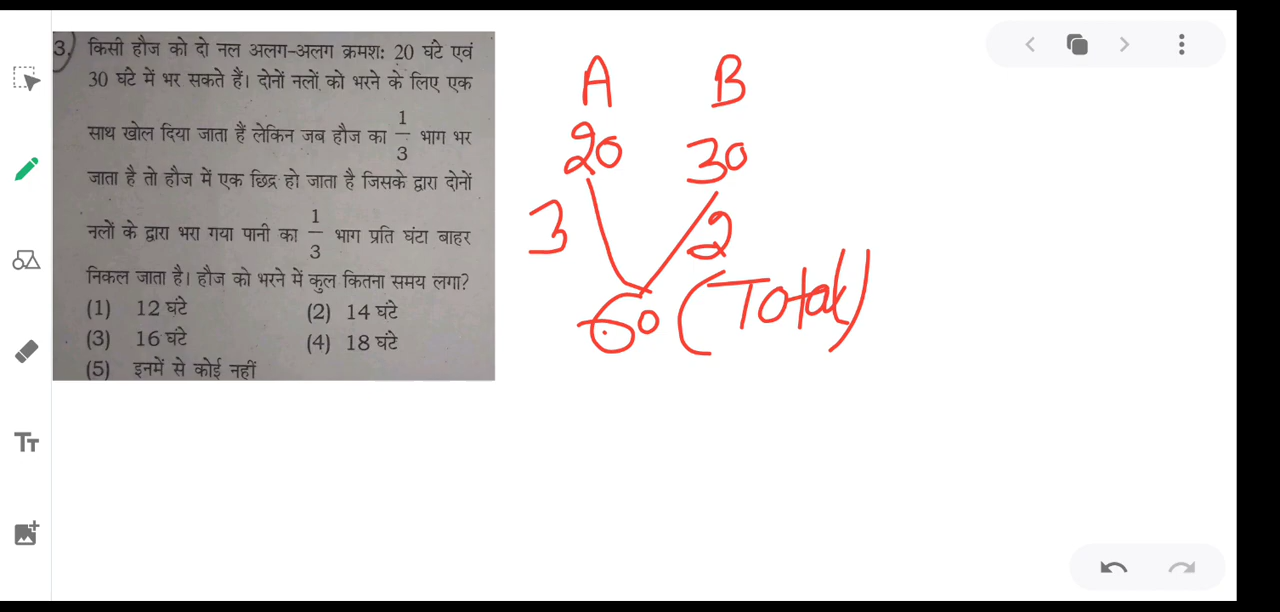 3. किसी हौज को दो नल अलग-अलग क्रमश: 20 घंटे एवं
30 घंटे में भर सकते हैं। दोनों नलों को भरने के लिए एक
साथ खोल दिया जाता हैं लेकिन जब हौज का 1/3 भाग भर
जाता है तो हौज में एक छिद्र हो जाता है जिसके द्वारा दोनों
नलों के द्वारा भरा गया पानी का 1/3 भाग प्रति घंटा बाहर
निकल जाता है। हौज को भरने में कुल कितना समय लगा?
(1) 12 घंटे (2) 14 घंटे
(3) 16 घंटे (4) 18 घंटे
(5) इनमें से कोई नहीं
A B
20 30
3 2
60 (Total)
Tт